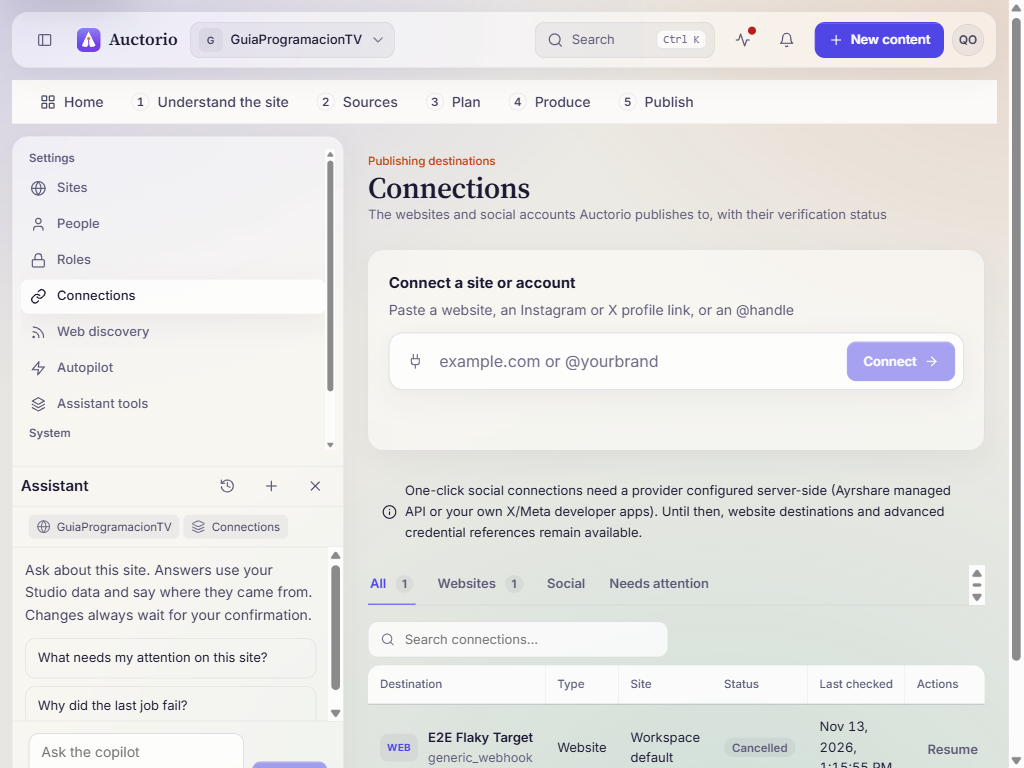 Auctorio
G GuiaProgramacionTV
Search Ctrl K
New content
QO
Home
1 Understand the site
2 Sources
3 Plan
4 Produce
5 Publish
Settings
Sites
People
Roles
Connections
Web discovery
Autopilot
Assistant tools
System
Assistant
GuiaProgramacionTV
Connections
Ask about this site. Answers use your
Studio data and say where they came from.
Changes always wait for your confirmation.
What needs my attention on this site?
Why did the last job fail?
Ask the copilot
Publishing destinations
Connections
The websites and social accounts Auctorio publishes to, with their verification status
Connect a site or account
Paste a website, an Instagram or X profile link, or an @handle
example.com or @yourbrand
Connect
One-click social connections need a provider configured server-side (Ayrshare managed
API or your own X/Meta developer apps). Until then, website destinations and advanced
credential references remain available.
All 1
Websites 1
Social
Needs attention
Search connections...
Destination Type Site Status Last checked Actions
WEB
E2E Flaky Target
generic_webhook
Website
Workspace
default
Cancelled
Nov 13,
2026,
1:15:55 PM
Resume